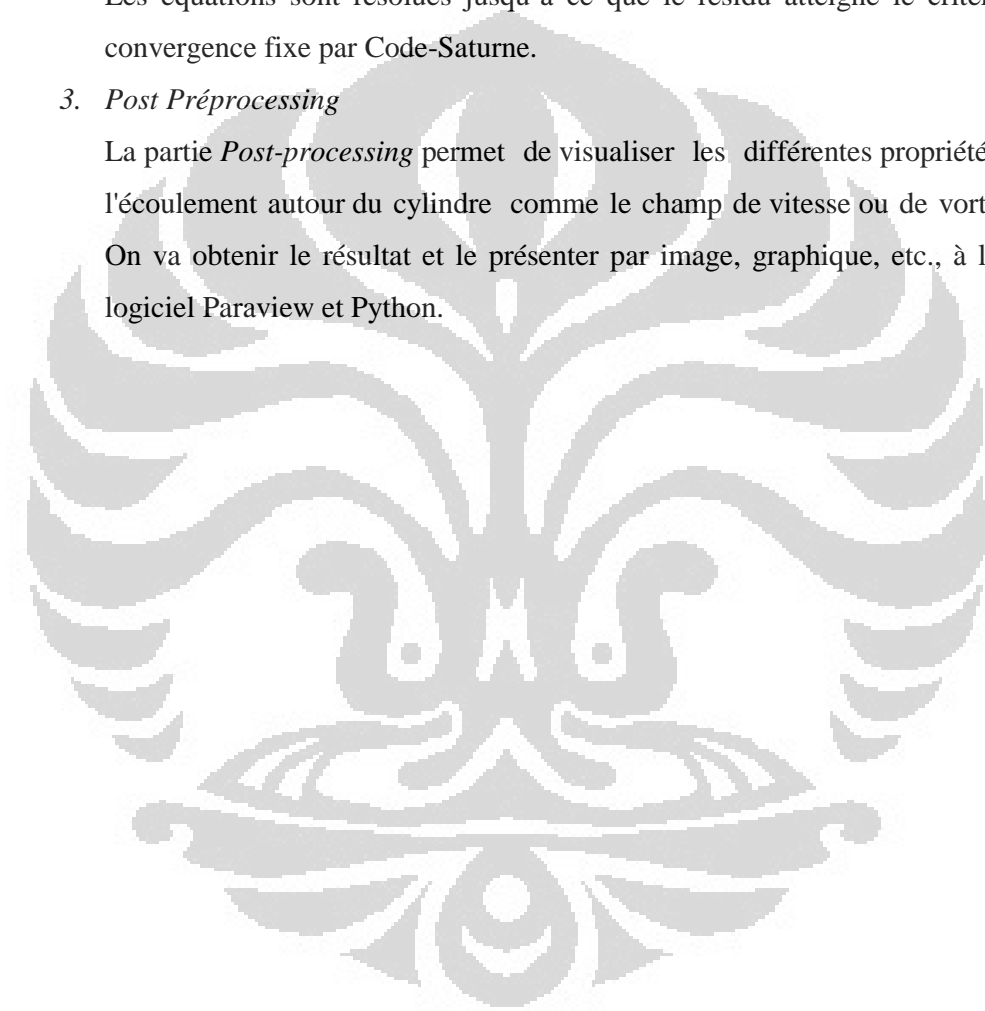 Les équations sont résolues jusqu'à ce que le résidu atteigne le
convergence fixe par Code-Saturne.
3. Post Préprocessing
La partie Post-processing permet de visualiser les différentes propriété
l'écoulement autour du cylindre comme le champ de vitesse ou de vort
On va obtenir le résultat et le présenter par image, graphique, etc., à l
logiciel Paraview et Python.